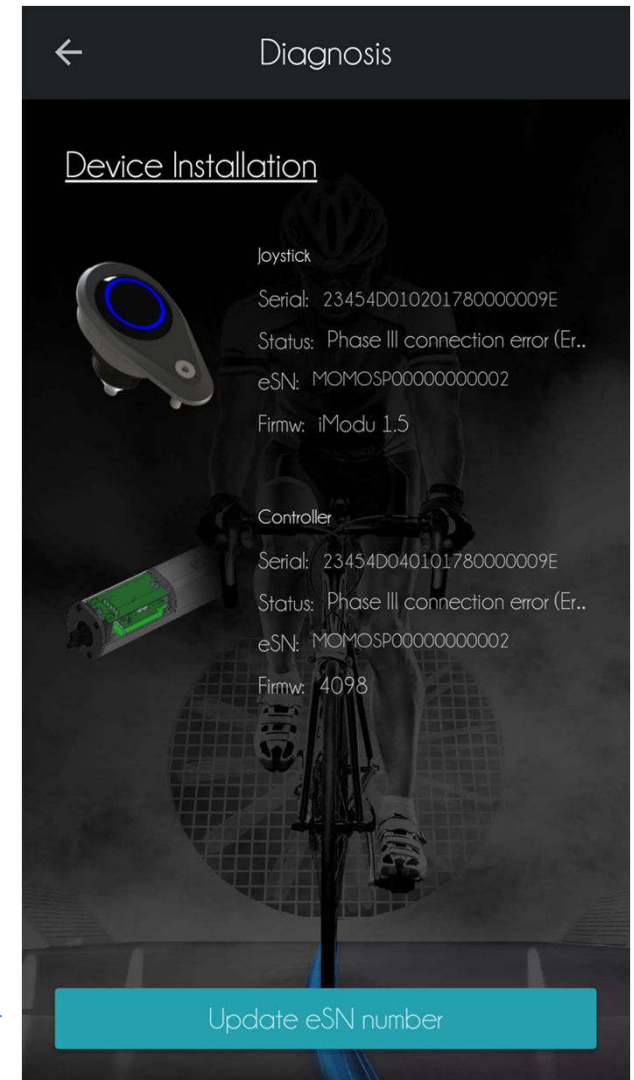 Diagnosis
Device Installation
Joystick
Serial: 23454D010201780000009E
Status: Phase III connection error (Er..
eSN: MOMOSP00000000002
Firmw: iModu 1.5
Controller
Serial: 23454D040101780000009E
Status: Phase III connection error (Er..
eSN: MOMOSP00000000002
Firmw: 4098
Update eSN number